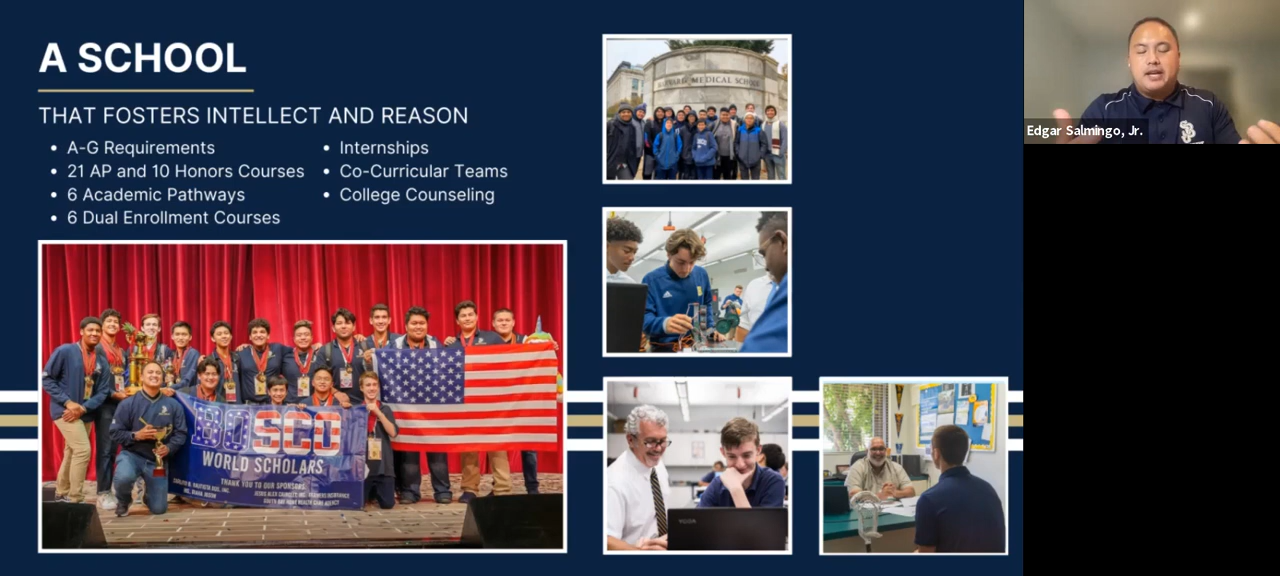 A SCHOOL
THAT FOSTERS INTELLECT AND REASON
• A-G Requirements
• 21 AP and 10 Honors Courses
• 6 Academic Pathways
• 6 Dual Enrollment Courses
• Internships
• Co-Curricular Teams
• College Counseling
HARVARD MEDICAL SCHOOL
BOSCO
WORLD SCHOLARS
THANK YOU TO OUR SPONSORS
Edgar Salmingo, Jr.